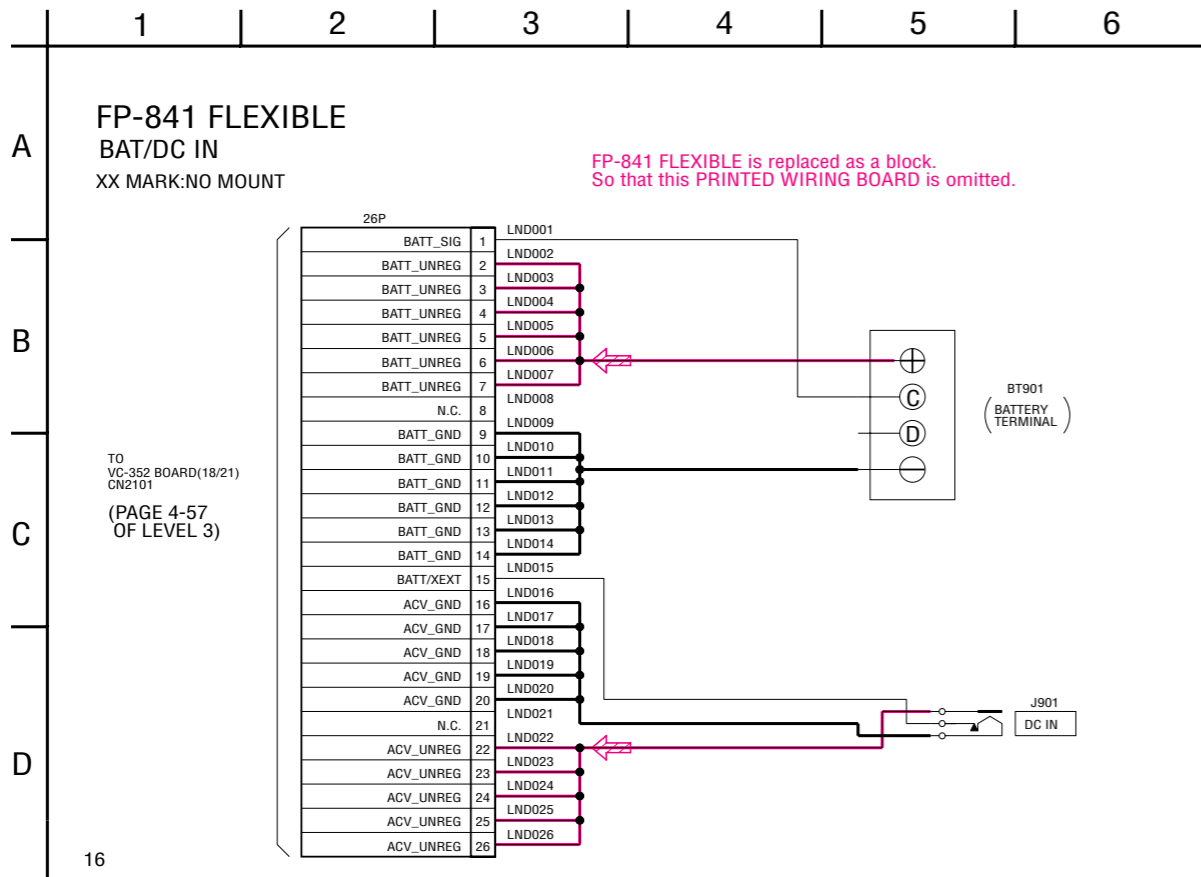 1 2 3 4 5 6
A
B
C
D
FP-841 FLEXIBLE
BAT/DC IN
XX MARK:NO MOUNT
FP-841 FLEXIBLE is replaced as a block.
So that this PRINTED WIRING BOARD is omitted.
26P
BATT_SIG 1 LND001
BATT_UNREG 2 LND002
BATT_UNREG 3 LND003
BATT_UNREG 4 LND004
BATT_UNREG 5 LND005
BATT_UNREG 6 LND006
BATT_UNREG 7 LND007
N.C. 8 LND008
BATT_GND 9 LND009
BATT_GND 10 LND010
BATT_GND 11 LND011
BATT_GND 12 LND012
BATT_GND 13 LND013
BATT_GND 14 LND014
BATT/XEXT 15 LND015
ACV_GND 16 LND016
ACV_GND 17 LND017
ACV_GND 18 LND018
ACV_GND 19 LND019
ACV_GND 20 LND020
N.C. 21 LND021
ACV_UNREG 22 LND022
ACV_UNREG 23 LND023
ACV_UNREG 24 LND024
ACV_UNREG 25 LND025
ACV_UNREG 26 LND026
TO
VC-352 BOARD(18/21)
CN2101
(PAGE 4-57
OF LEVEL 3)
+
C
D
−
BT901
(BATTERY
TERMINAL)
J901
DC IN
16